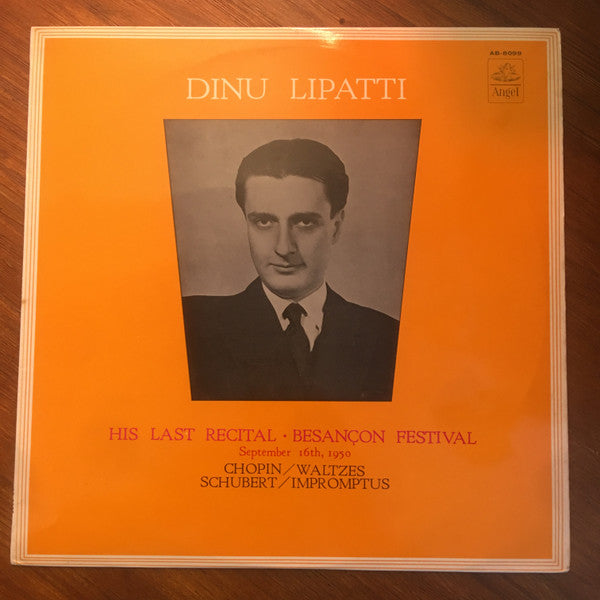 AB-8099
Angel
DINU LIPATTI
HIS LAST RECITAL · BESANÇON FESTIVAL
September 16th, 1950
CHOPIN/WALTZES
SCHUBERT/IMPROMPTUS